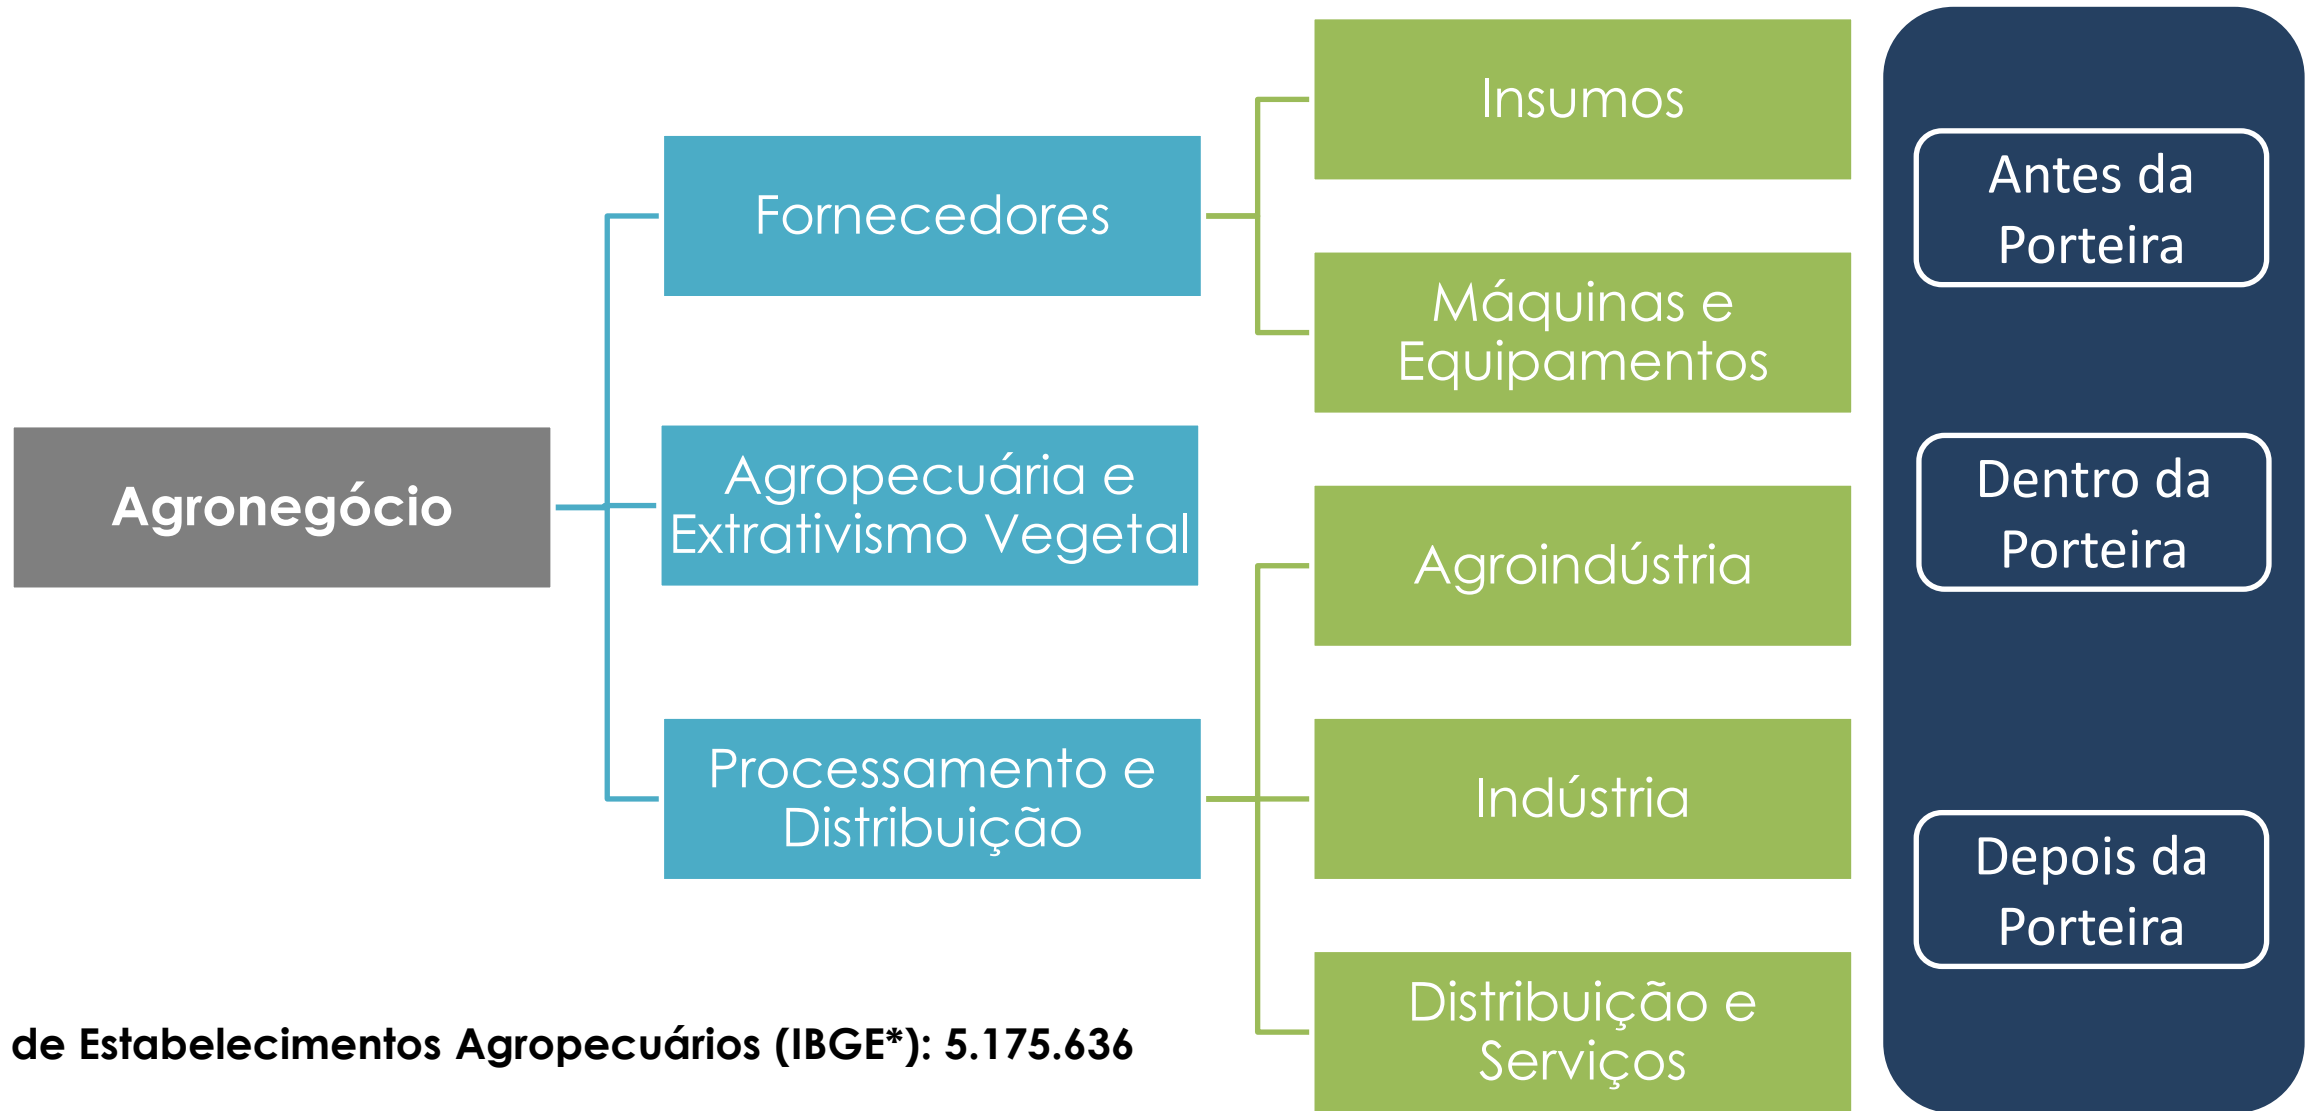 Agronegócio
Fornecedores
Agropecuária e
Extrativismo Vegetal
Processamento e
Distribuição
Insumos
Máquinas e
Equipamentos
Agroindústria
Indústria
Distribuição e
Serviços
Antes da
Porteira
Dentro da
Porteira
Depois da
Porteira
de Estabelecimentos Agropecuários (IBGE*): 5.175.636